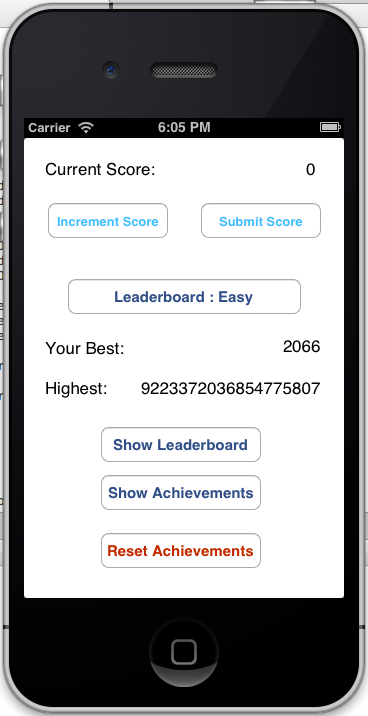 Carrier 6:05 PM
Current Score: 0
Increment Score Submit Score
Leaderboard : Easy
Your Best: 2066
Highest: 9223372036854775807
Show Leaderboard
Show Achievements
Reset Achievements